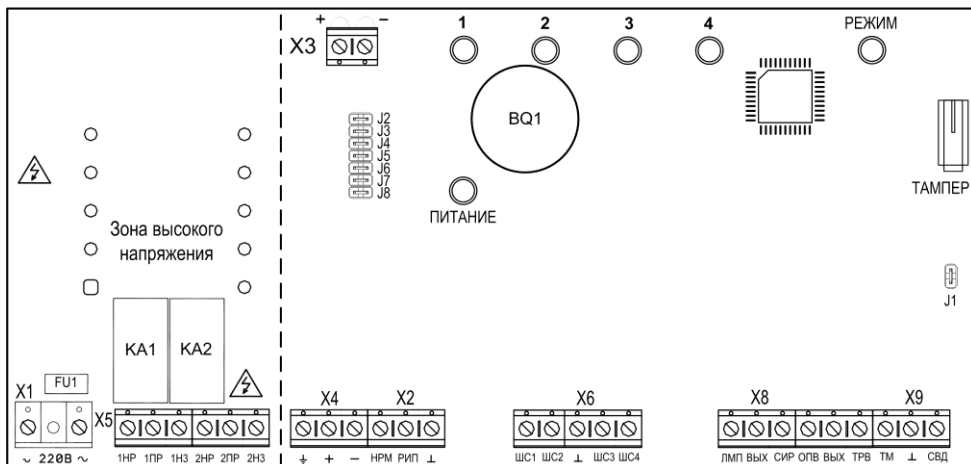 + − 1 2 3 4 РЕЖИМ
X3
J2
J3
BQ1
J4
J5
J6
J7
J8
ТАМПЕР
ПИТАНИЕ
Зона высокого
напряжения
J1
KA1 KA2
FU1
X1 X5 X4 X2 X6 X8 X9
~ 220В ~ 1НР 1ПР 1НЗ 2НР 2ПР 2НЗ ⏚ + − НРМ РИП ⊥ ШС1 ШС2 ⊥ ШС3 ШС4 ЛМП ВЫХ СИР ОПВ ВЫХ ТРВ ТМ ⊥ СВД